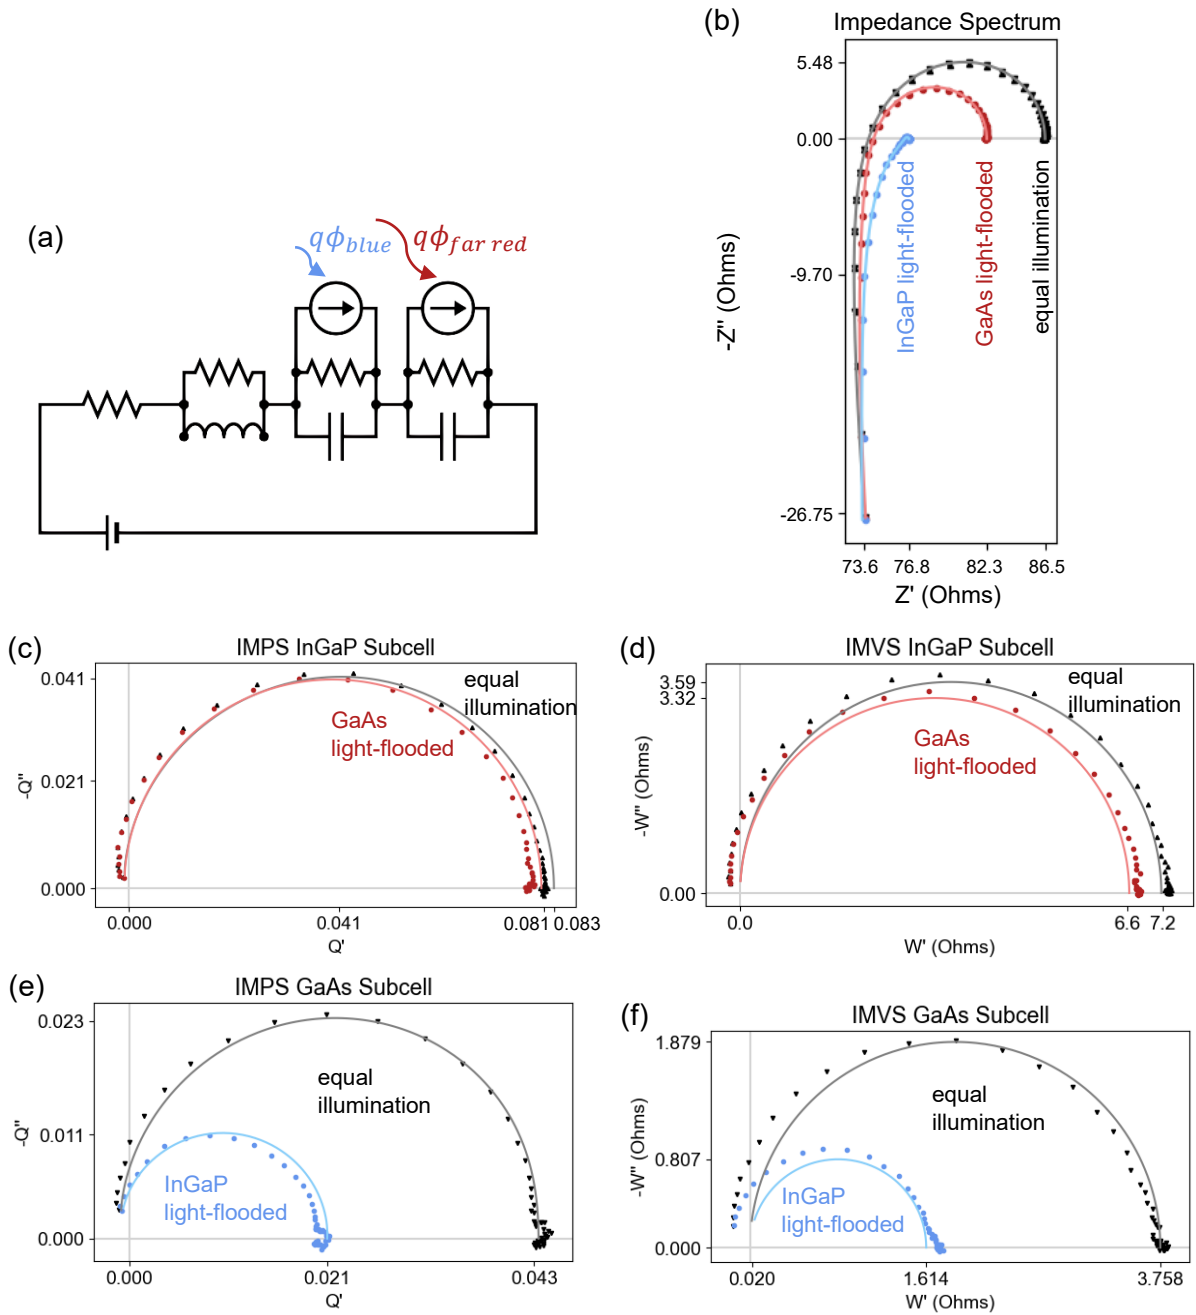 (a)
qϕblue
qϕfar red
(b)
Impedance Spectrum
5.48
0.00
-9.70
-26.75
-Z" (Ohms)
InGaP light-flooded
GaAs light-flooded
equal illumination
73.6 76.8 82.3 86.5
Z' (Ohms)
(c)
IMPS InGaP Subcell
0.041
0.021
0.000
-Q"
equal
illumination
GaAs
light-flooded
0.000 0.041 0.081 0.083
Q'
(d)
IMVS InGaP Subcell
3.59
3.32
0.00
-W" (Ohms)
equal
illumination
GaAs
light-flooded
0.0 6.6 7.2
W' (Ohms)
(e)
IMPS GaAs Subcell
0.023
0.011
0.000
-Q"
equal
illumination
InGaP
light-flooded
0.000 0.021 0.043
Q'
(f)
IMVS GaAs Subcell
1.879
0.807
0.000
-W" (Ohms)
equal
illumination
InGaP
light-flooded
0.020 1.614 3.758
W' (Ohms)